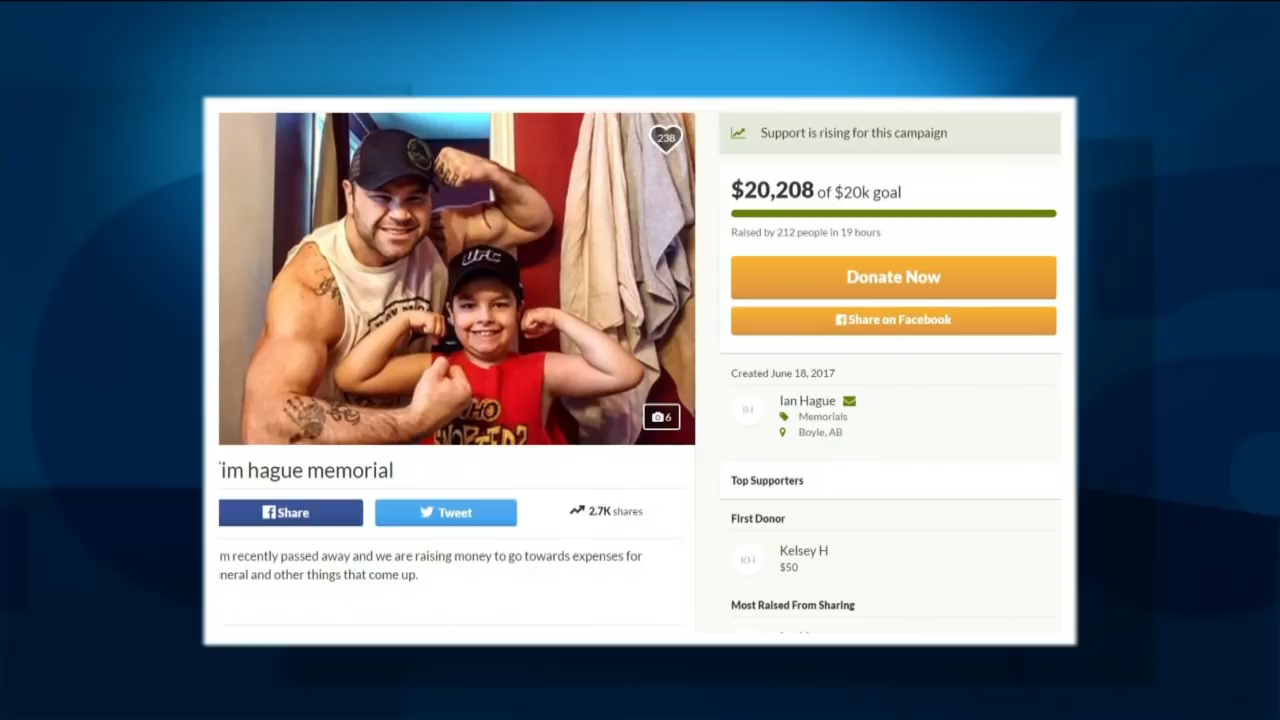 238
UFC
WHO
6
Support is rising for this campaign
$20,208 of $20k goal
Raised by 212 people in 19 hours
Donate Now
Share on Facebook
Created June 18, 2017
IH
Ian Hague
Memorials
Boyle, AB
Top Supporters
First Donor
KH
Kelsey H
$50
Most Raised From Sharing
im hague memorial
Share
Tweet
2.7K shares
m recently passed away and we are raising money to go towards expenses for
neral and other things that come up.